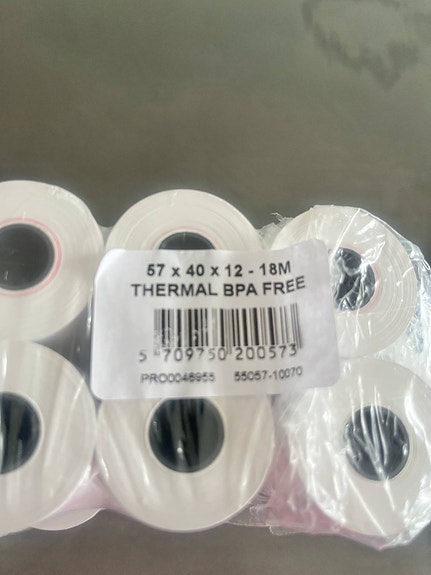 57 x 40 x 12 - 18M
THERMAL BPA FREE
5 709750 200573
PRO0046955 55057-10070